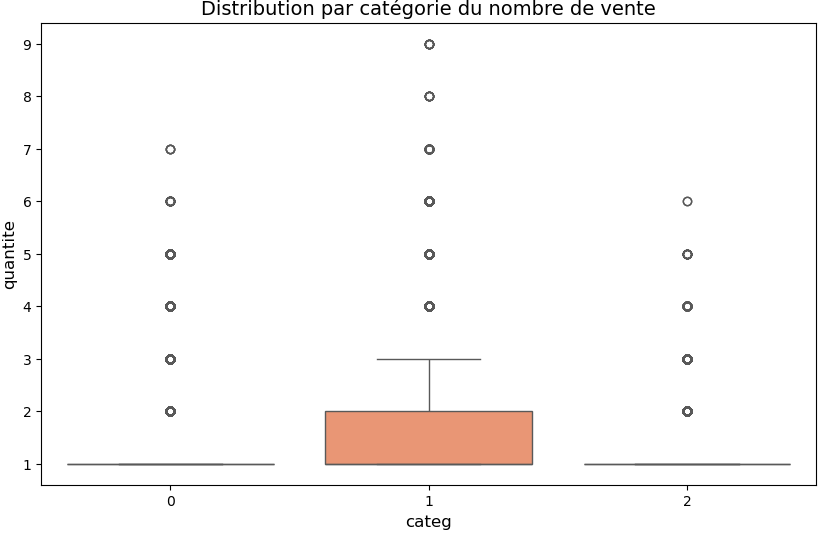 Distribution par catégorie du nombre de vente
9
8
7
6
5
4
3
2
1
quantite
0 1 2
categ